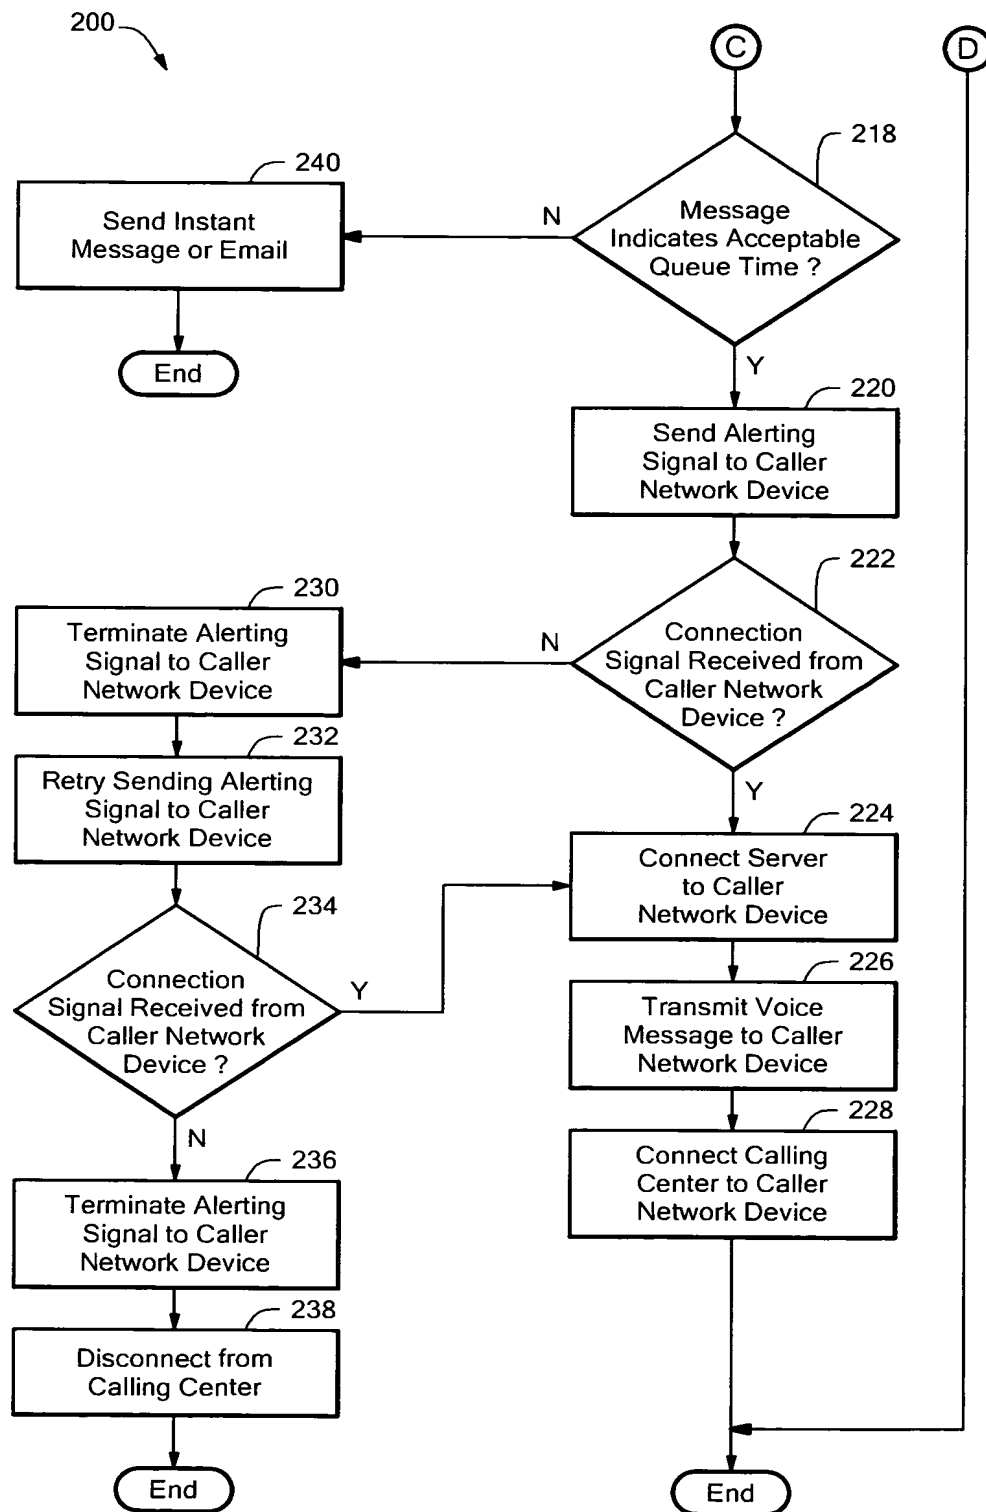 200
C
D
218
Message
Indicates Acceptable
Queue Time ?
N
Y
240
Send Instant
Message or Email
End
220
Send Alerting
Signal to Caller
Network Device
222
Connection
Signal Received from
Caller Network
Device ?
N
Y
230
Terminate Alerting
Signal to Caller
Network Device
232
Retry Sending Alerting
Signal to Caller
Network Device
224
Connect Server
to Caller
Network Device
234
Connection
Signal Received from
Caller Network
Device ?
Y
N
226
Transmit Voice
Message to Caller
Network Device
228
Connect Calling
Center to Caller
Network Device
236
Terminate Alerting
Signal to Caller
Network Device
238
Disconnect from
Calling Center
End
End